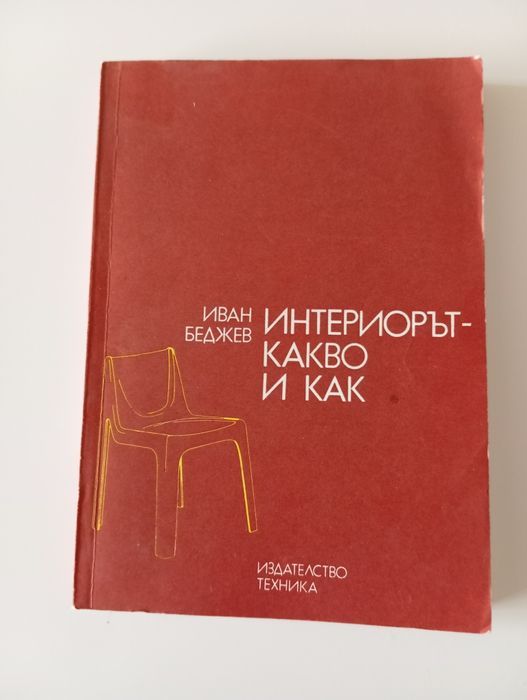 ИВАН
БЕДЖЕВ
ИНТЕРИОРЪТ-
КАКВО
И КАК
ИЗДАТЕЛСТВО
ТЕХНИКА